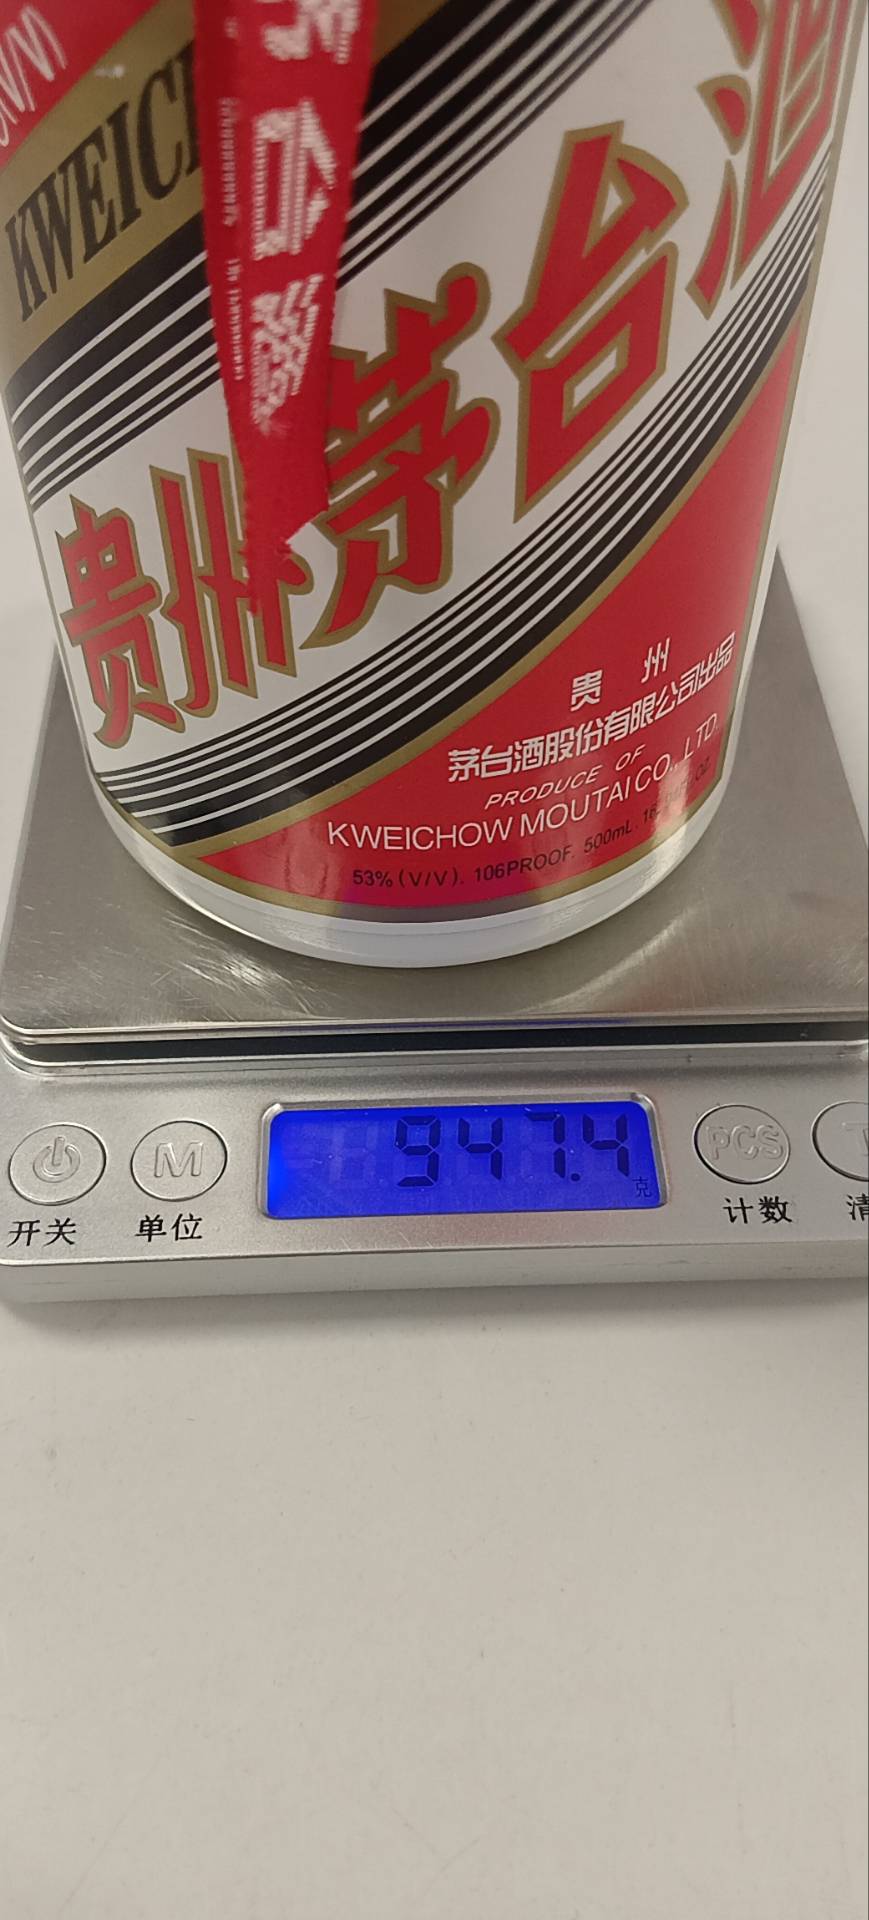 KWEICH
台
贵州茅台酒
贵 州
茅台酒股份有限公司出品
PRODUCE OF
KWEICHOW MOUTAI CO., LTD.
53% (V/V). 106PROOF. 500mL.
947.4
克
M
PCS
开关
单位
计数
清